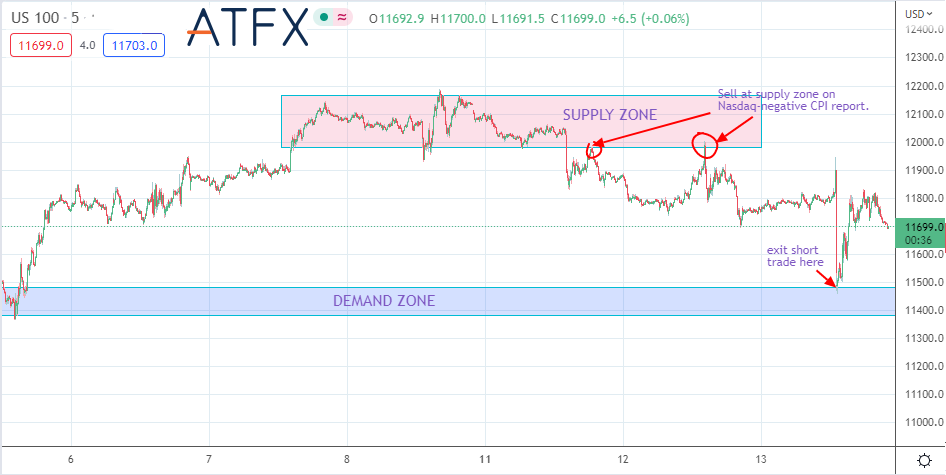 US 100 · 5 ·
ATFX
O11692.9 H11700.0 L11691.5 C11699.0 +6.5 (+0.06%)
USD
11699.0
4.0
11703.0
12400.0
12300.0
12200.0
12100.0
12000.0
11900.0
11800.0
11699.0
00:36
11600.0
11500.0
11400.0
11300.0
11200.0
11100.0
11000.0
Sell at supply zone on
Nasdaq-negative CPI report.
SUPPLY ZONE
exit short
trade here
DEMAND ZONE
6
7
8
11
12
13